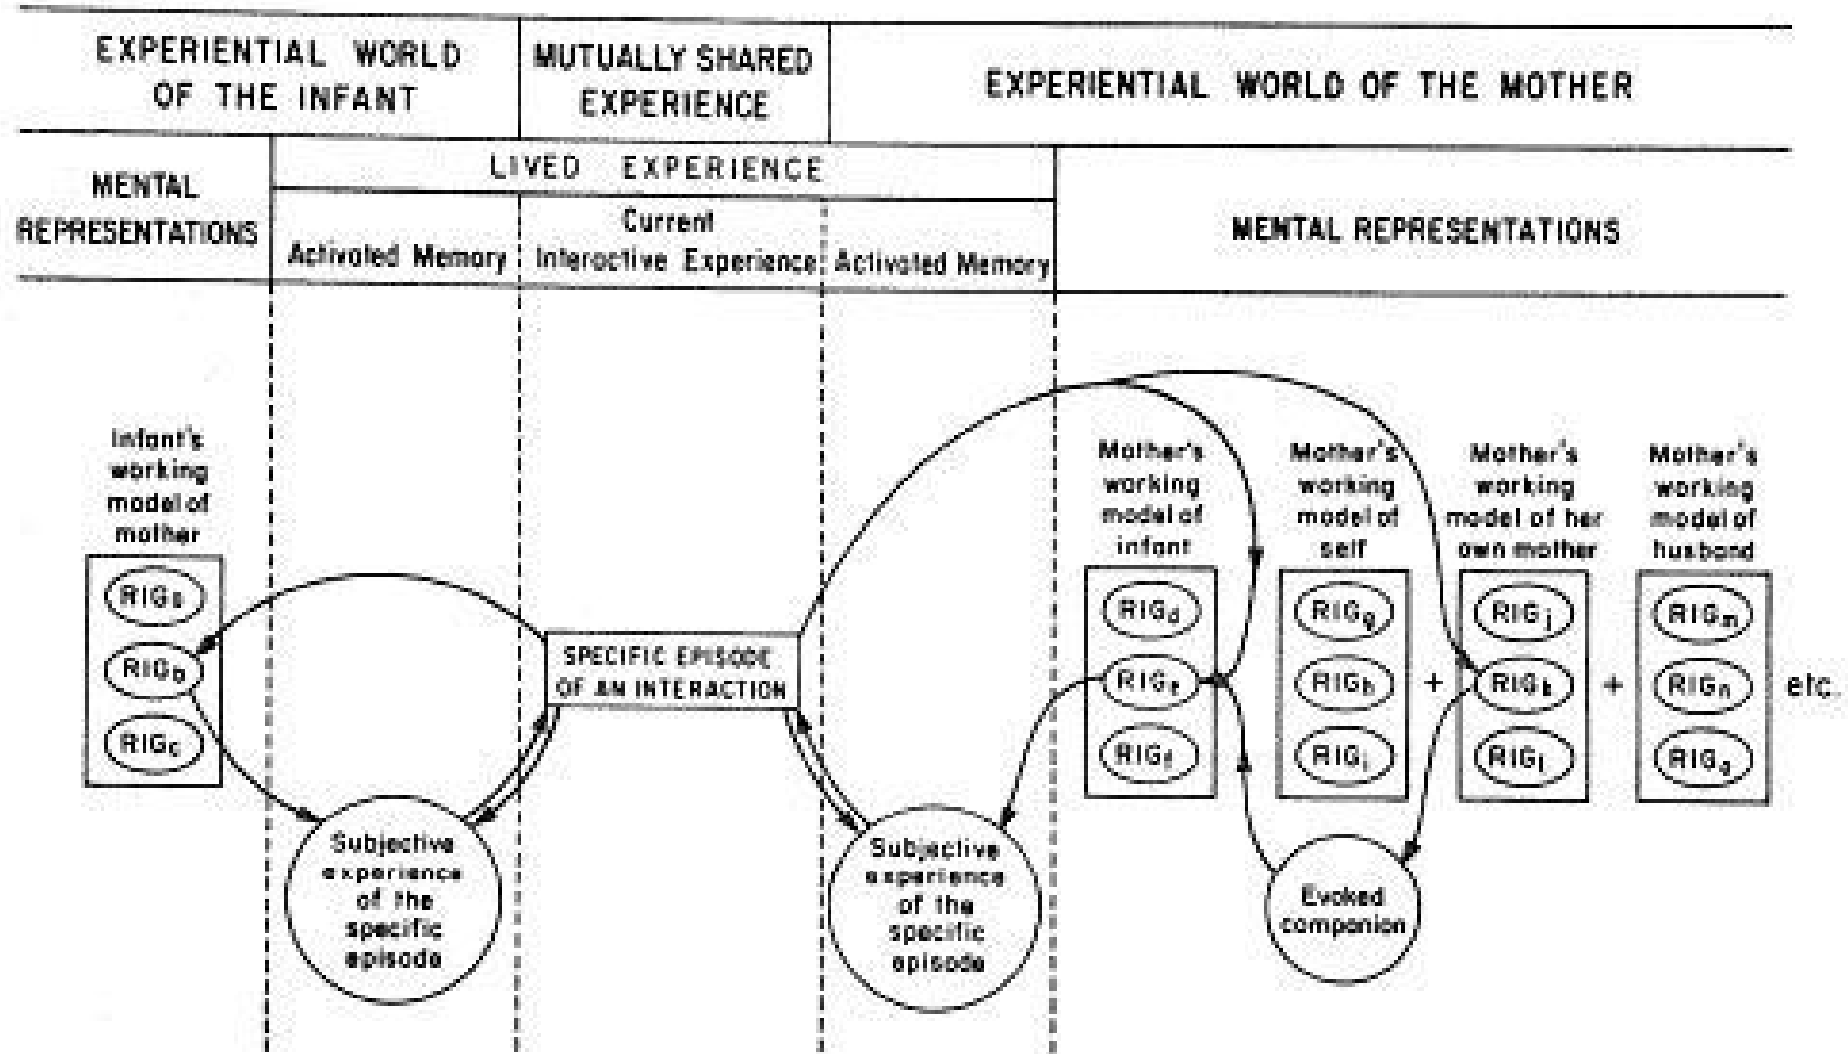 EXPERIENTIAL WORLD
OF THE INFANT
MUTUALLY SHARED
EXPERIENCE
EXPERIENTIAL WORLD OF THE MOTHER
MENTAL
REPRESENTATIONS
LIVED EXPERIENCE
Activated Memory
Current
Interactive Experience
Activated Memory
MENTAL REPRESENTATIONS
Infant's
working
model of
mother
RIGa
RIGb
RIGc
SPECIFIC EPISODE
OF AN INTERACTION
Subjective
experience
of the
specific
episode
Subjective
experience
of the
specific
episode
Mother's
working
model of
infant
RIGd
RIGe
RIGf
Mother's
working
model of
self
RIGg
RIGh
RIGi
+
Mother's
working
model of her
own mother
RIGj
RIGk
RIGl
+
Mother's
working
model of
husband
RIGm
RIGn
RIGo
etc.
Evoked
companion